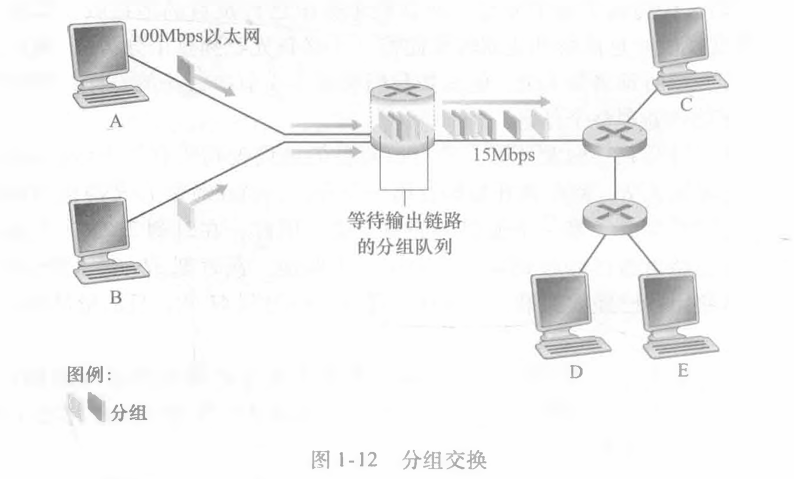 100Mbps以太网
A
C
15Mbps
等待输出链路
的分组队列
B
D
E
图例：
分组
图1-12 分组交换